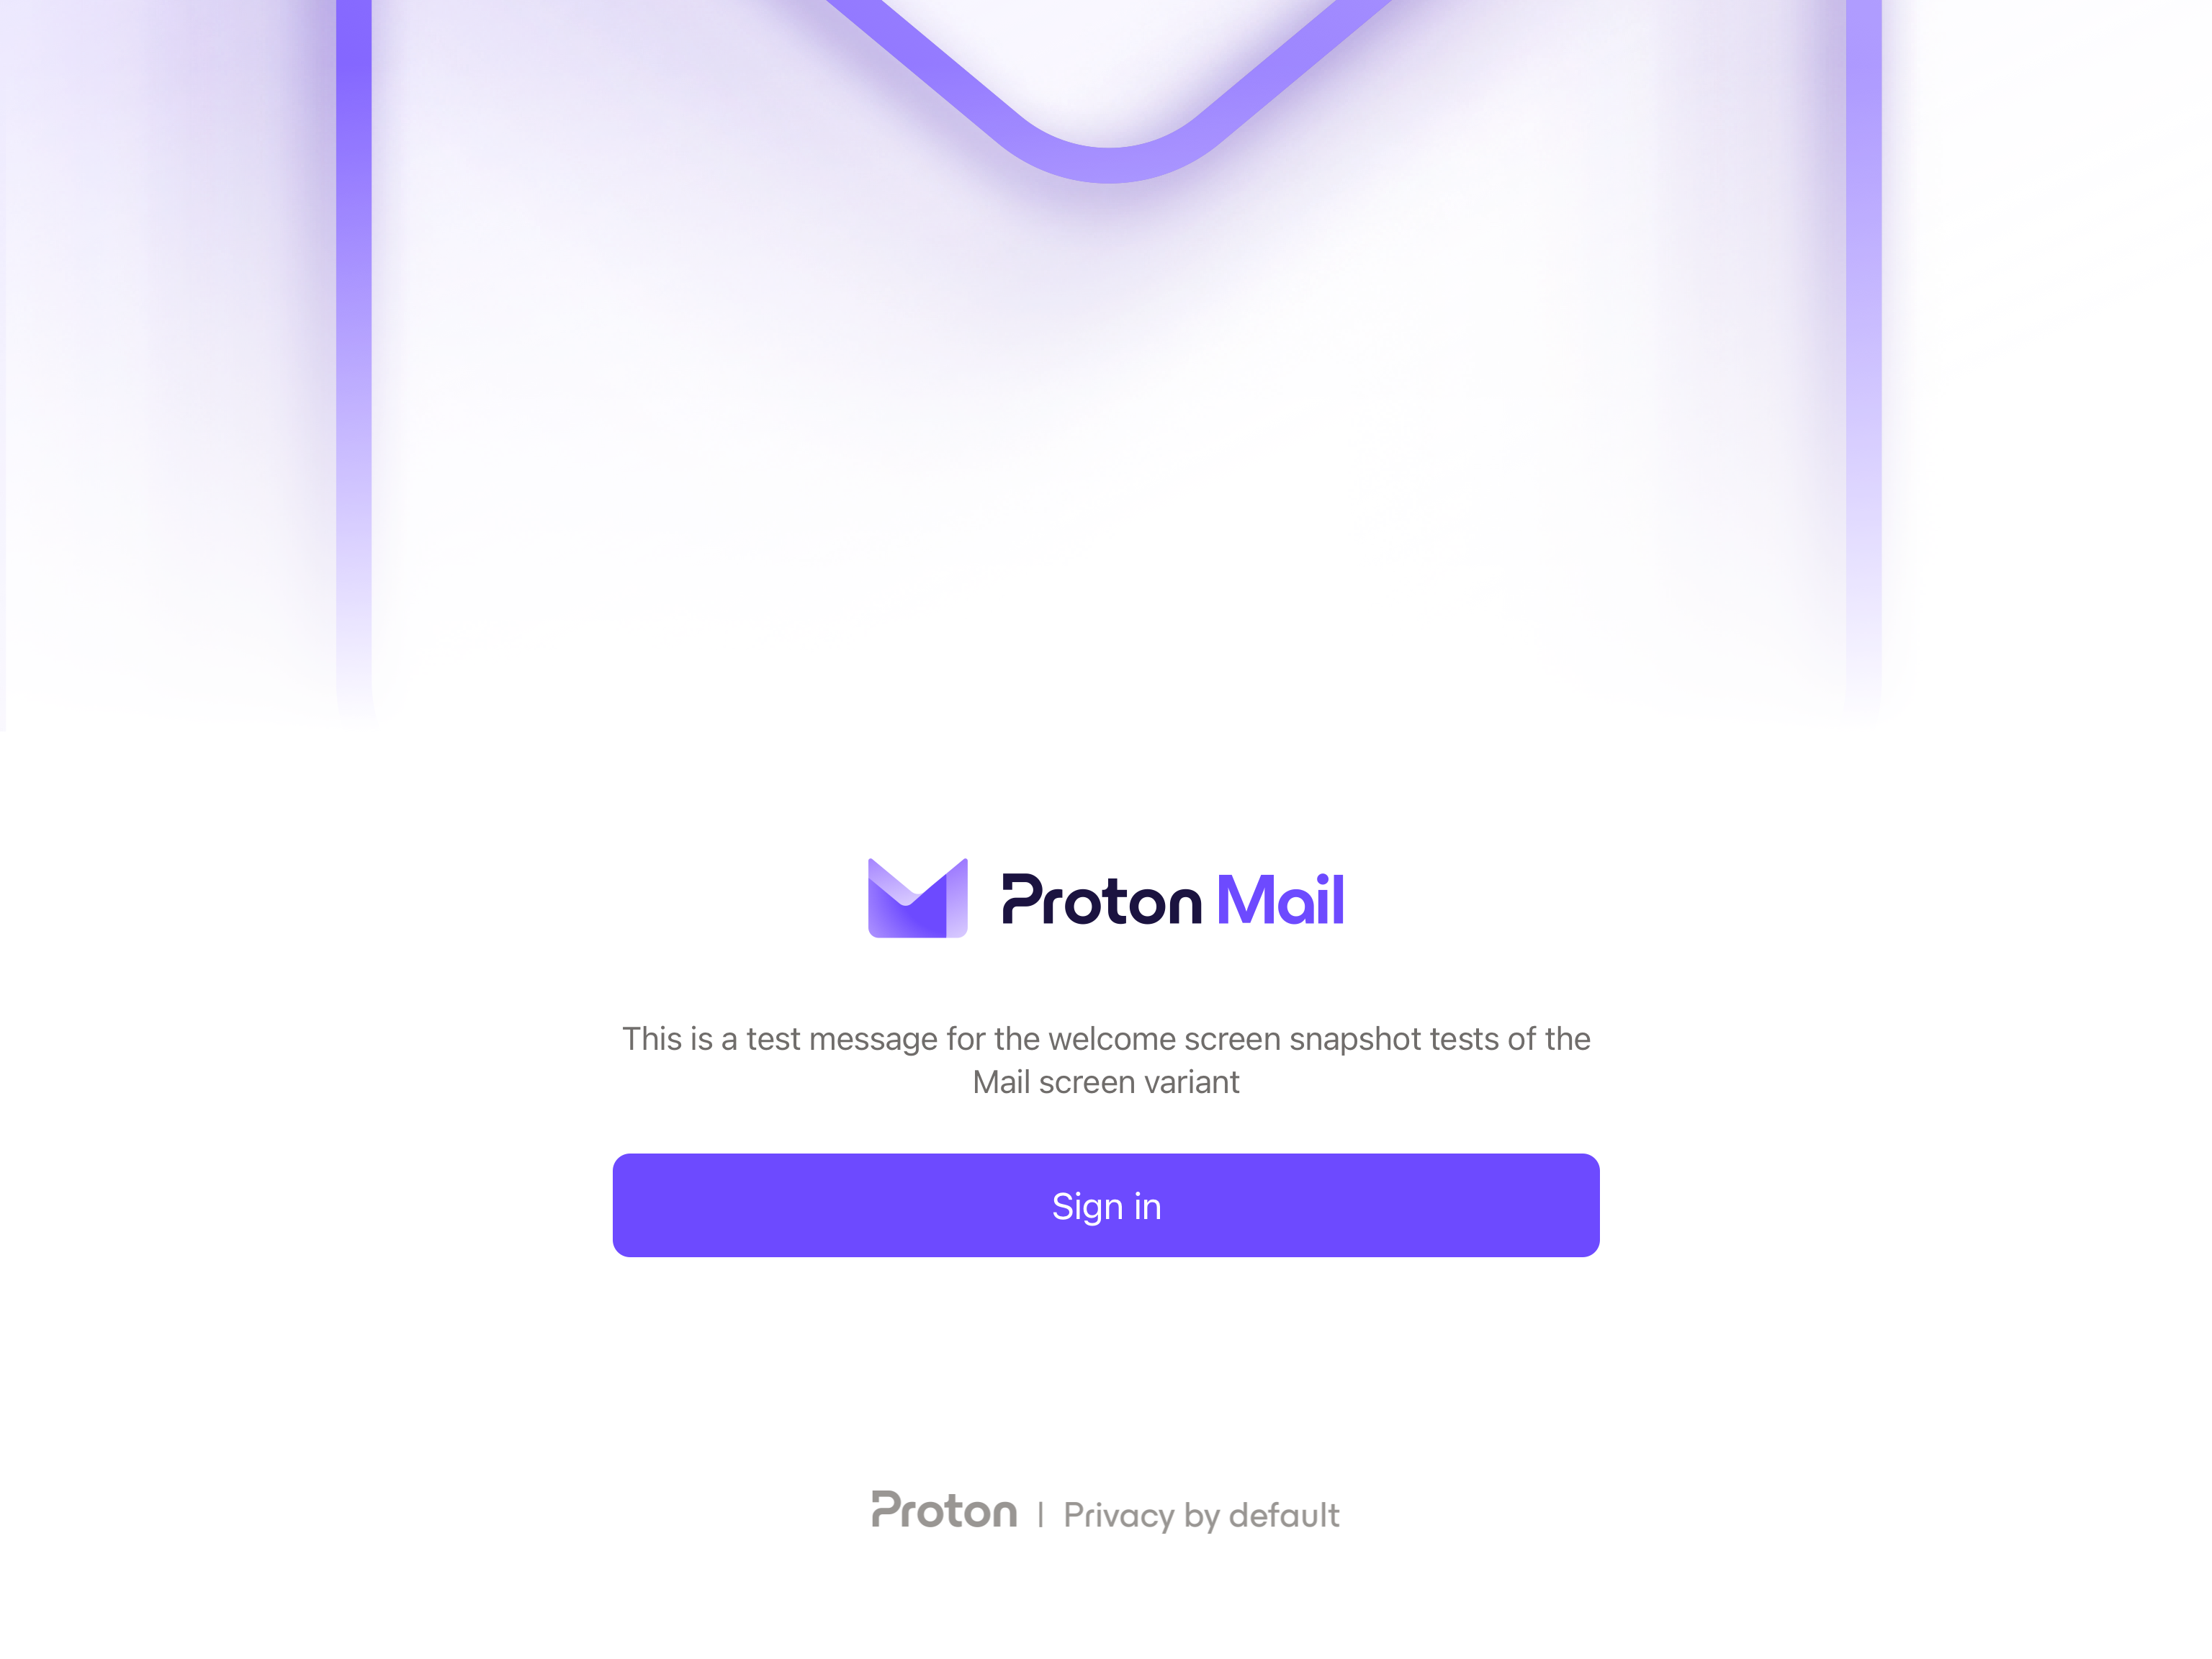 Proton Mail
This is a test message for the welcome screen snapshot tests of the
Mail screen variant
Sign in
Proton | Privacy by default